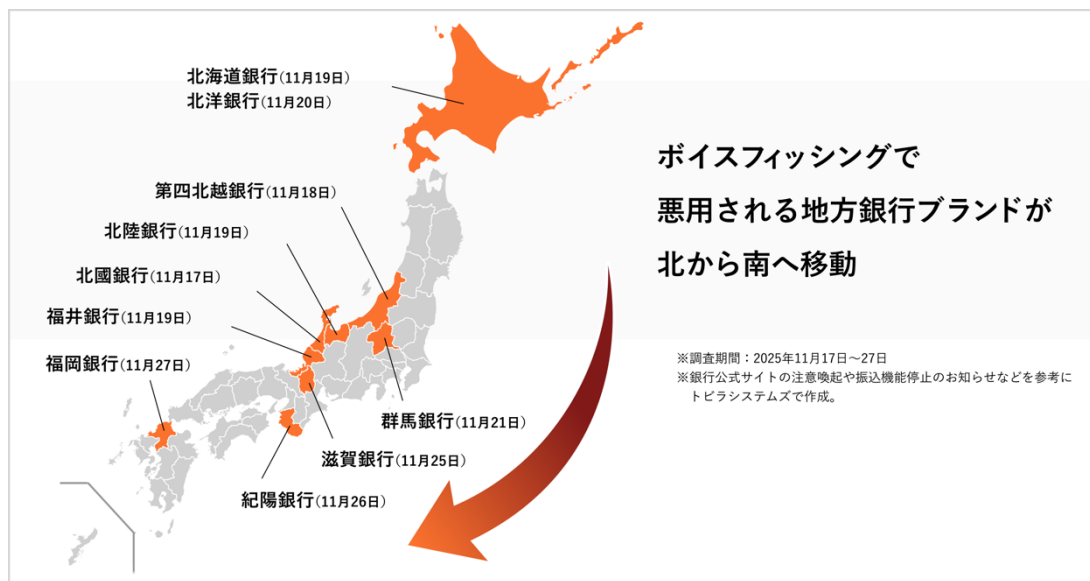 北海道銀行(11月19日)
北洋銀行(11月20日)
第四北越銀行(11月18日)
北陸銀行(11月19日)
北國銀行(11月17日)
福井銀行(11月19日)
福岡銀行(11月27日)
群馬銀行(11月21日)
滋賀銀行(11月25日)
紀陽銀行(11月26日)
ボイスフィッシングで
悪用される地方銀行ブランドが
北から南へ移動
※調査期間：2025年11月17日〜27日
※銀行公式サイトの注意喚起や振込機能停止のお知らせなどを参考に
トビラシステムズで作成。